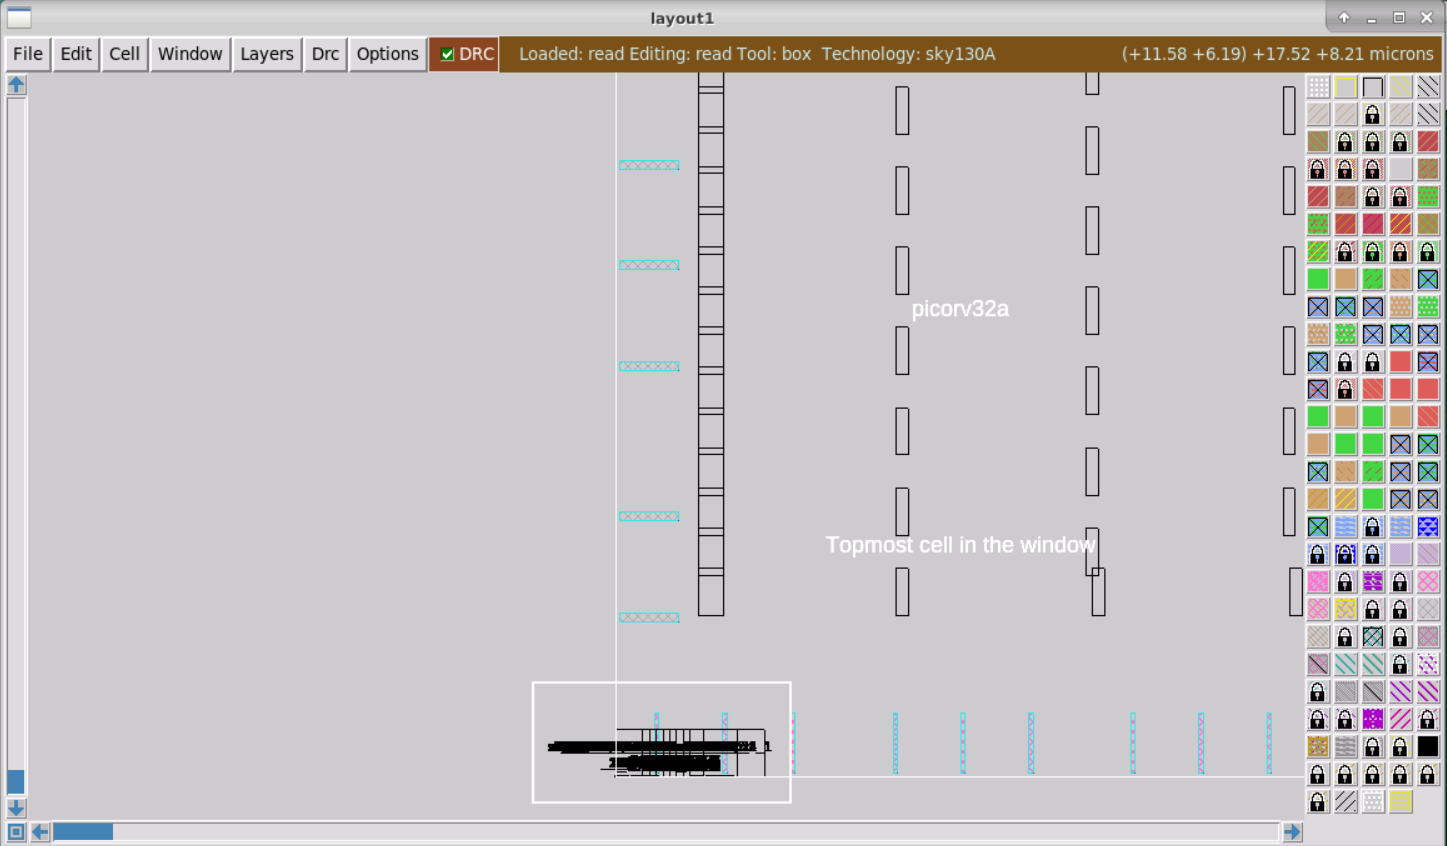 layout1
File Edit Cell Window Layers Drc Options DRC Loaded: read Editing: read Tool: box Technology: sky130A (+11.58 +6.19) +17.52 +8.21 microns
picorv32a
Topmost cell in the window